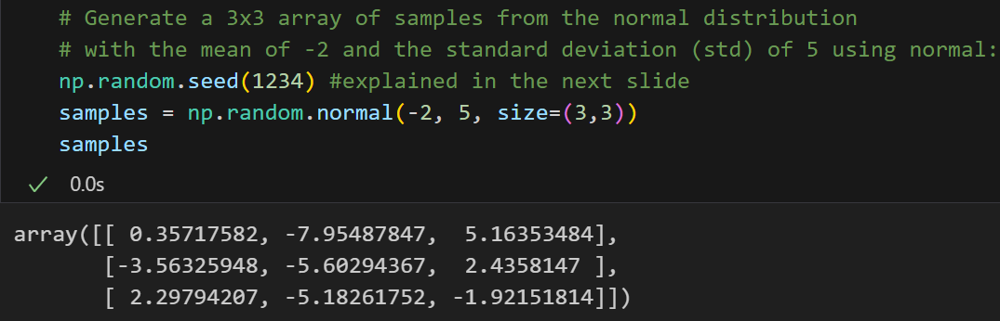 # Generate a 3x3 array of samples from the normal distribution
# with the mean of -2 and the standard deviation (std) of 5 using normal:
np.random.seed(1234) #explained in the next slide
samples = np.random.normal(-2, 5, size=(3,3))
samples
0.0s
array([[ 0.35717582, -7.95487847,  5.16353484],
       [-3.56325948, -5.60294367,  2.4358147 ],
       [ 2.29794207, -5.18261752, -1.92151814]])